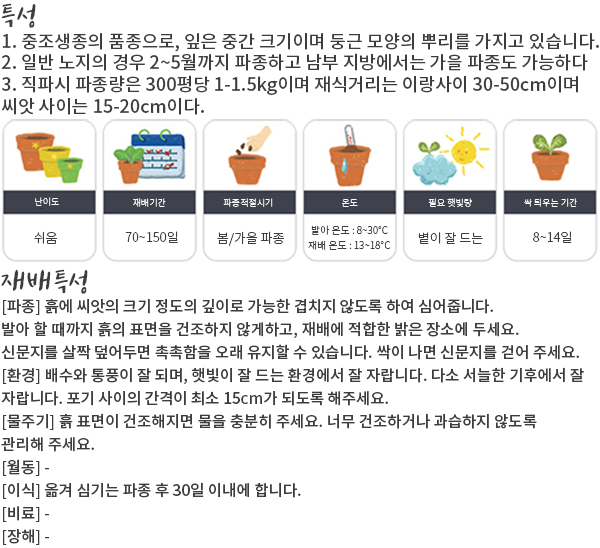 특성
1. 중조생종의 품종으로, 잎은 중간 크기이며 둥근 모양의 뿌리를 가지고 있습니다.
2. 일반 노지의 경우 2~5월까지 파종하고 남부 지방에서는 가을 파종도 가능하다
3. 직파시 파종량은 300평당 1-1.5kg이며 재식거리는 이랑사이 30-50cm이며
씨앗 사이는 15-20cm이다.
난이도
쉬움
재배기간
70~150일
파종적절시기
봄/가을 파종
온도
발아 온도 : 8~30°C
재배 온도 : 13~18°C
필요 햇빛량
볕이 잘 드는
싹 틔우는 기간
8~14일
재배특성
[파종] 흙에 씨앗의 크기 정도의 깊이로 가능한 겹치지 않도록 하여 심어줍니다.
발아 할 때까지 흙의 표면을 건조하지 않게하고, 재배에 적합한 밝은 장소에 두세요.
신문지를 살짝 덮어두면 촉촉함을 오래 유지할 수 있습니다. 싹이 나면 신문지를 걷어 주세요.
[환경] 배수와 통풍이 잘 되며, 햇빛이 잘 드는 환경에서 잘 자랍니다. 다소 서늘한 기후에서 잘
자랍니다. 포기 사이의 간격이 최소 15cm가 되도록 해주세요.
[물주기] 흙 표면이 건조해지면 물을 충분히 주세요. 너무 건조하거나 과습하지 않도록
관리해 주세요.
[월동] -
[이식] 옮겨 심기는 파종 후 30일 이내에 합니다.
[비료] -
[장해] -